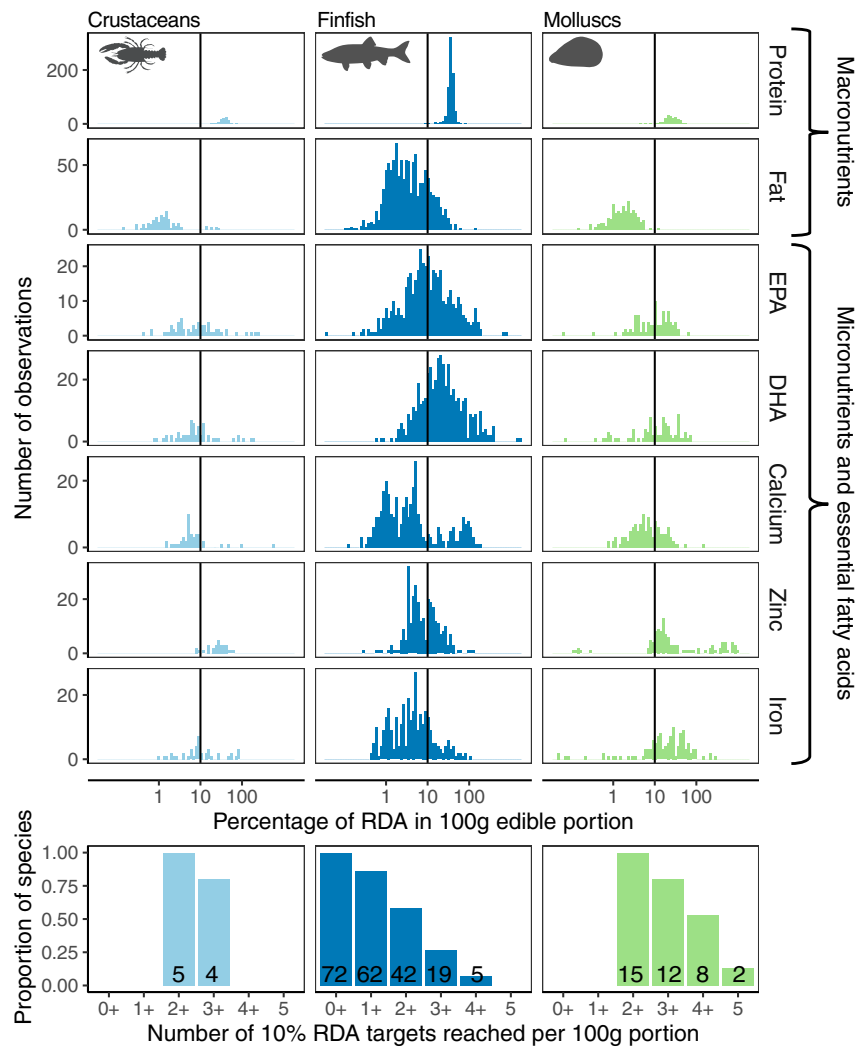 Crustaceans Finfish Molluscs
200
0
Protein
50
0
Fat
Macronutrients
20
10
0
EPA
20
0
DHA
20
0
Calcium
20
0
Zinc
20
0
Iron
Micronutrients and essential fatty acids
Number of observations
1 10 100 1 10 100 1 10 100
Percentage of RDA in 100g edible portion
Proportion of species
1.00
0.75
0.50
0.25
0.00
5 4 72 62 42 19 5 15 12 8 2
0+ 1+ 2+ 3+ 4+ 5 0+ 1+ 2+ 3+ 4+ 5 0+ 1+ 2+ 3+ 4+ 5
Number of 10% RDA targets reached per 100g portion